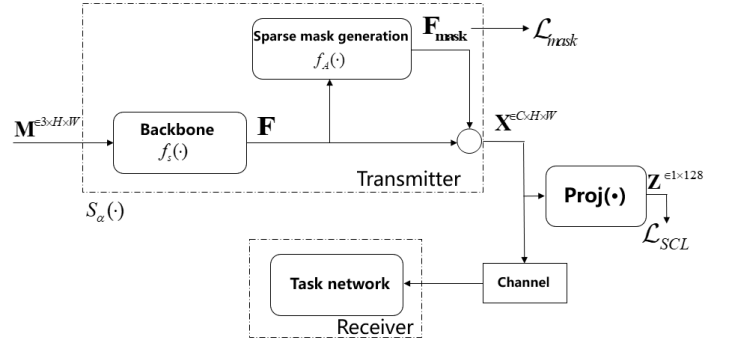 Sparse mask generation
f_A(·)
F_mask
ℒ_mask
M^{∈3×H×W}
Backbone
f_s(·)
F
X^{∈C×H×W}
Transmitter
S_α(·)
Proj(•)
Z^{∈1×128}
ℒ_SCL
Task network
Channel
Receiver